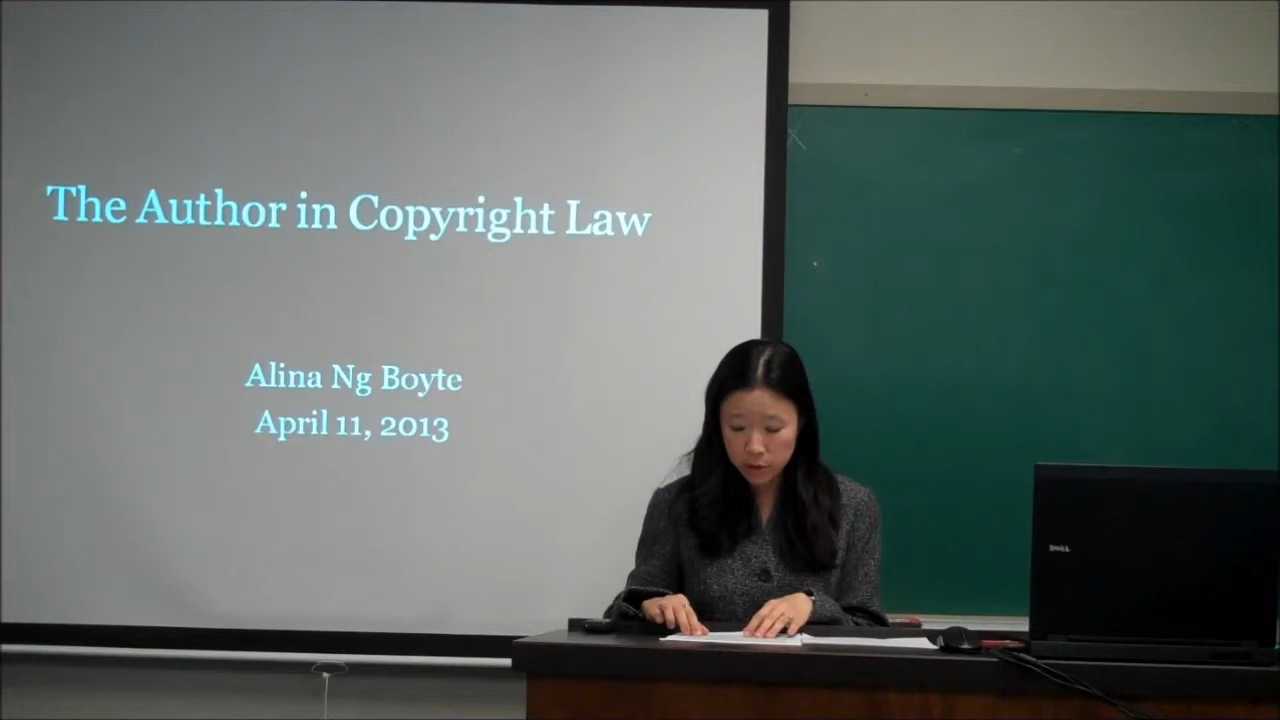 The Author in Copyright Law
Alina Ng Boyte
April 11, 2013
DELL